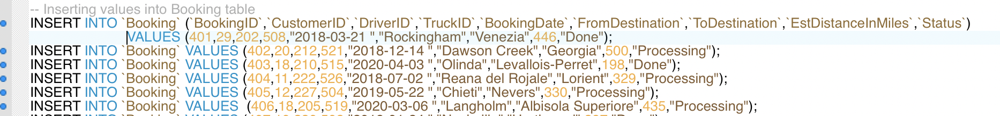 -- Inserting values into Booking table
INSERT INTO `Booking` (`BookingID`,`CustomerID`,`DriverID`,`TruckID`,`BookingDate`,`FromDestination`,`ToDestination`,`EstDistanceInMiles`,`Status`)
VALUES (401,29,202,508,"2018-03-21 ","Rockingham","Venezia",446,"Done");
INSERT INTO `Booking` VALUES (402,20,212,521,"2018-12-14 ","Dawson Creek","Georgia",500,"Processing");
INSERT INTO `Booking` VALUES (403,18,210,515,"2020-04-03 ","Olinda","Levallois-Perret",198,"Done");
INSERT INTO `Booking` VALUES (404,11,222,526,"2018-07-02 ","Reana del Rojale","Lorient",329,"Processing");
INSERT INTO `Booking` VALUES (405,12,227,504,"2019-05-22 ","Chieti","Nevers",330,"Processing");
INSERT INTO `Booking` VALUES  (406,18,205,519,"2020-03-06 ","Langholm","Albisola Superiore",435,"Processing");
INSERT INTO `Booking` VALUES